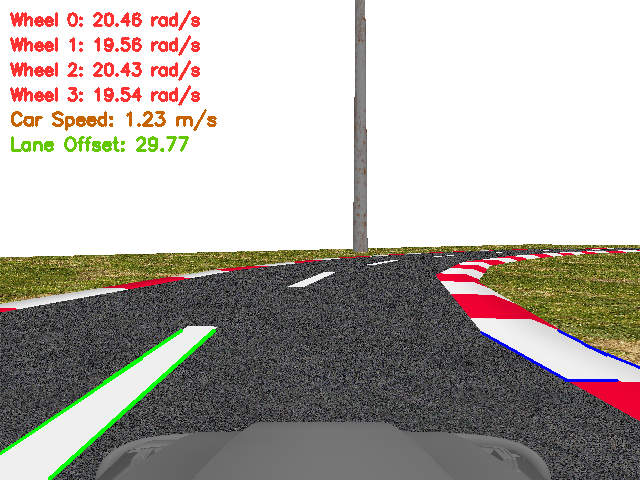 Wheel 0: 20.46 rad/s
Wheel 1: 19.56 rad/s
Wheel 2: 20.43 rad/s
Wheel 3: 19.54 rad/s
Car Speed: 1.23 m/s
Lane Offset: 29.77